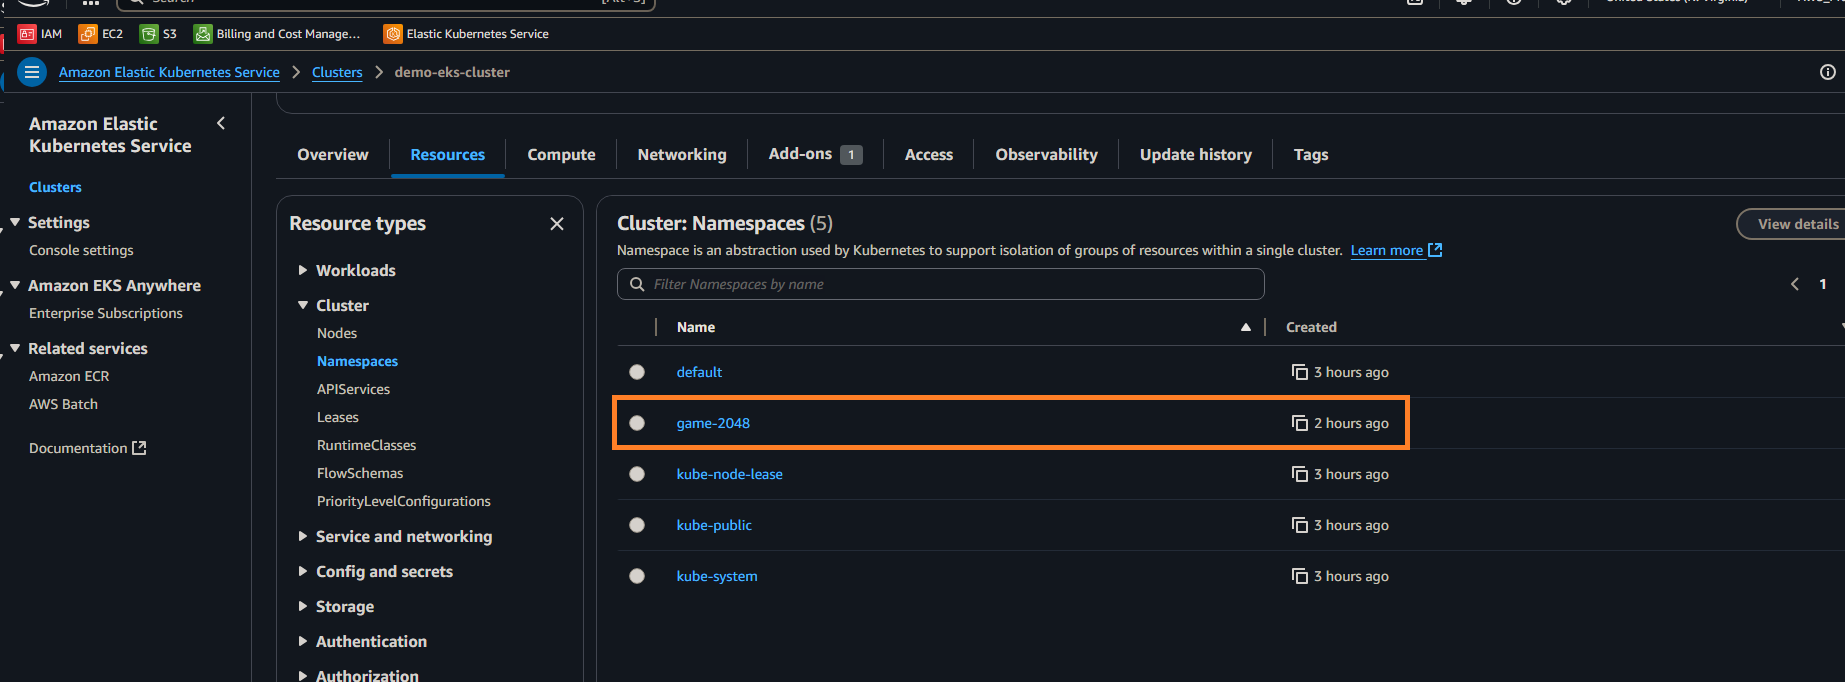 IAM EC2 S3 Billing and Cost Manage... Elastic Kubernetes Service
Amazon Elastic Kubernetes Service > Clusters > demo-eks-cluster
Amazon Elastic
Kubernetes Service
Clusters
Settings
Console settings
Amazon EKS Anywhere
Enterprise Subscriptions
Related services
Amazon ECR
AWS Batch
Documentation
Overview Resources Compute Networking Add-ons 1 Access Observability Update history Tags
Resource types
Workloads
Cluster
Nodes
Namespaces
APIServices
Leases
RuntimeClasses
FlowSchemas
PriorityLevelConfigurations
Service and networking
Config and secrets
Storage
Authentication
Authorization
Cluster: Namespaces (5)
View details
Namespace is an abstraction used by Kubernetes to support isolation of groups of resources within a single cluster. Learn more
Filter Namespaces by name
1
Name Created
default 3 hours ago
game-2048 2 hours ago
kube-node-lease 3 hours ago
kube-public 3 hours ago
kube-system 3 hours ago